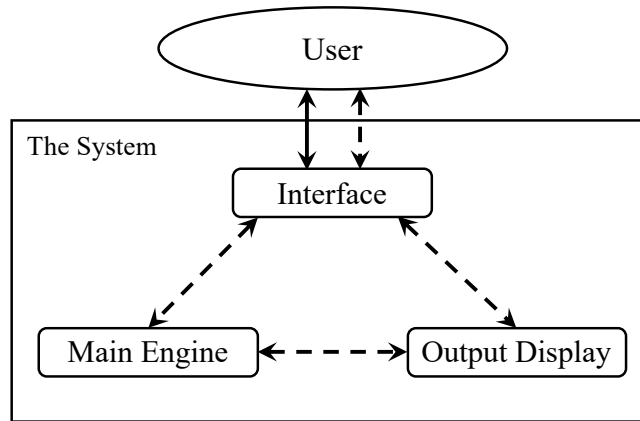 User
The System
Interface
Main Engine
Output Display